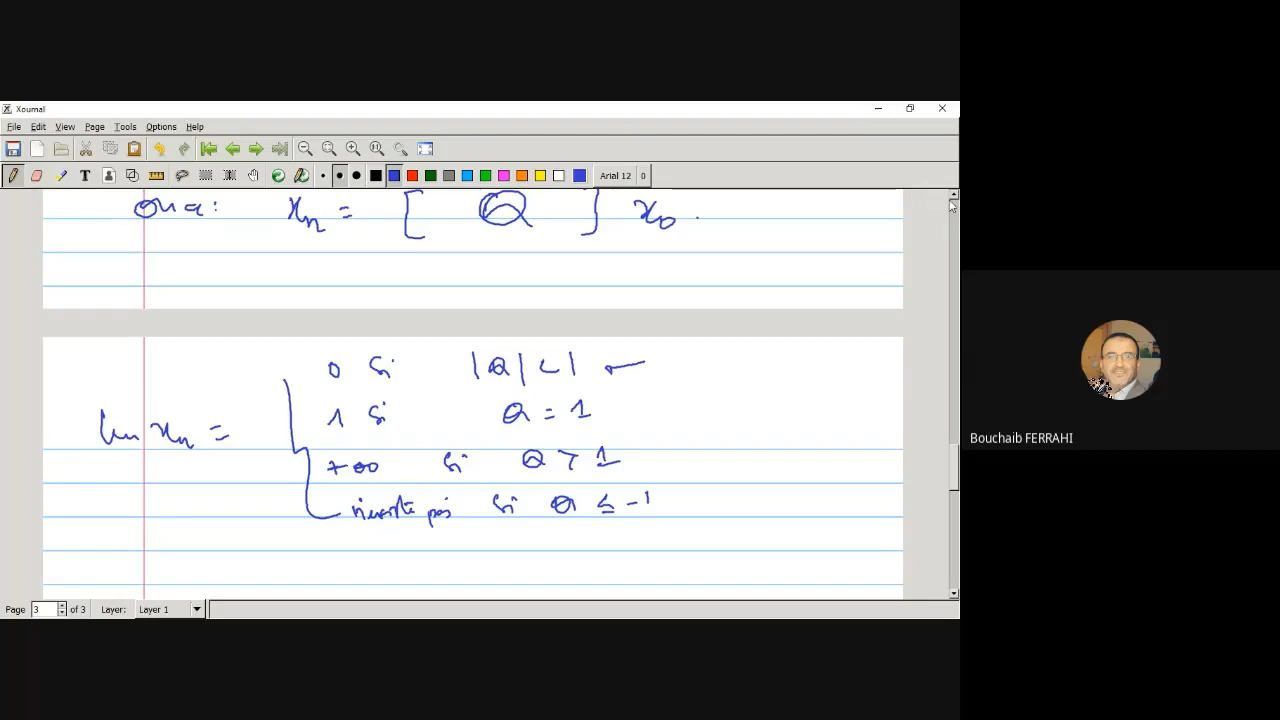 Xournal
File Edit View Page Tools Options Help
Arial 12 0
on a : xn = [ Q ] x0 .
0 si |Q| < 1
1 si Q = 1
lim xn =
+∞ si Q > 1
n'existe pas si Q ≤ -1
Bouchaib FERRAHI
Page 3 of 3 Layer: Layer 1